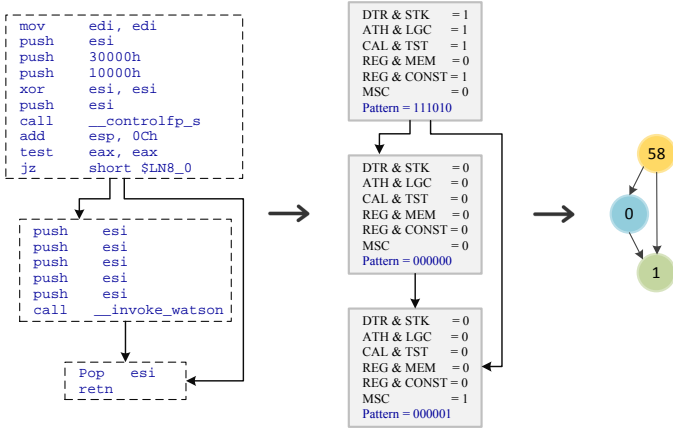 mov edi, edi
push esi
push 30000h
push 10000h
xor esi, esi
push esi
call __controlfp_s
add esp, 0Ch
test eax, eax
jz short $LN8_0
push esi
push esi
push esi
push esi
push esi
call __invoke_watson
Pop esi
retn
DTR & STK = 1
ATH & LGC = 1
CAL & TST = 1
REG & MEM = 0
REG & CONST = 1
MSC = 0
Pattern = 111010
DTR & STK = 0
ATH & LGC = 0
CAL & TST = 0
REG & MEM = 0
REG & CONST = 0
MSC = 0
Pattern = 000000
DTR & STK = 0
ATH & LGC = 0
CAL & TST = 0
REG & MEM = 0
REG & CONST = 0
MSC = 1
Pattern = 000001
58
0
1